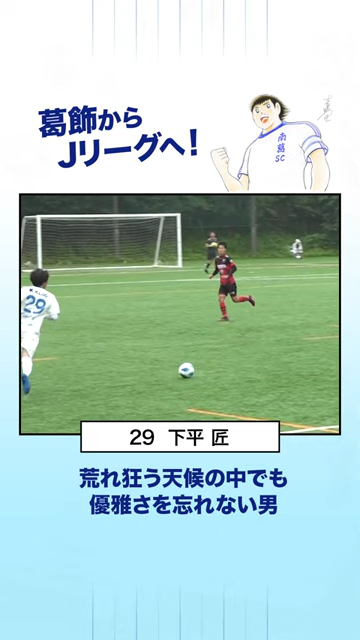 葛飾から
Jリーグへ!
南葛
SC
29
29 下平 匠
荒れ狂う天候の中でも
優雅さを忘れない男